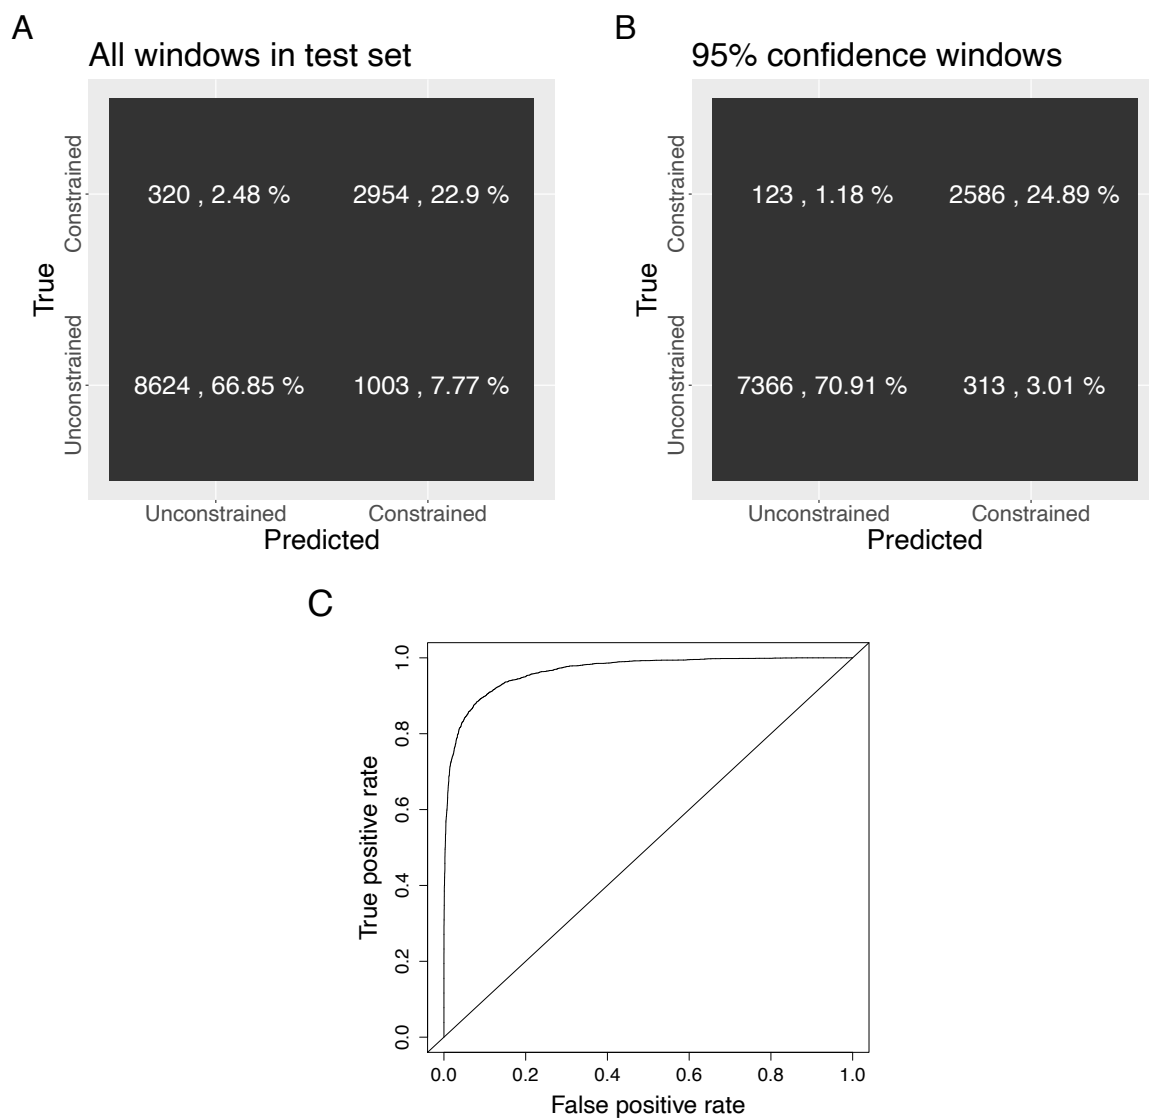 A
All windows in test set
True
Constrained
Unconstrained
320 , 2.48 %
2954 , 22.9 %
8624 , 66.85 %
1003 , 7.77 %
Unconstrained
Constrained
Predicted
B
95% confidence windows
True
Constrained
Unconstrained
123 , 1.18 %
2586 , 24.89 %
7366 , 70.91 %
313 , 3.01 %
Unconstrained
Constrained
Predicted
C
True positive rate
1.0
0.8
0.6
0.4
0.2
0.0
0.0
0.2
0.4
0.6
0.8
1.0
False positive rate